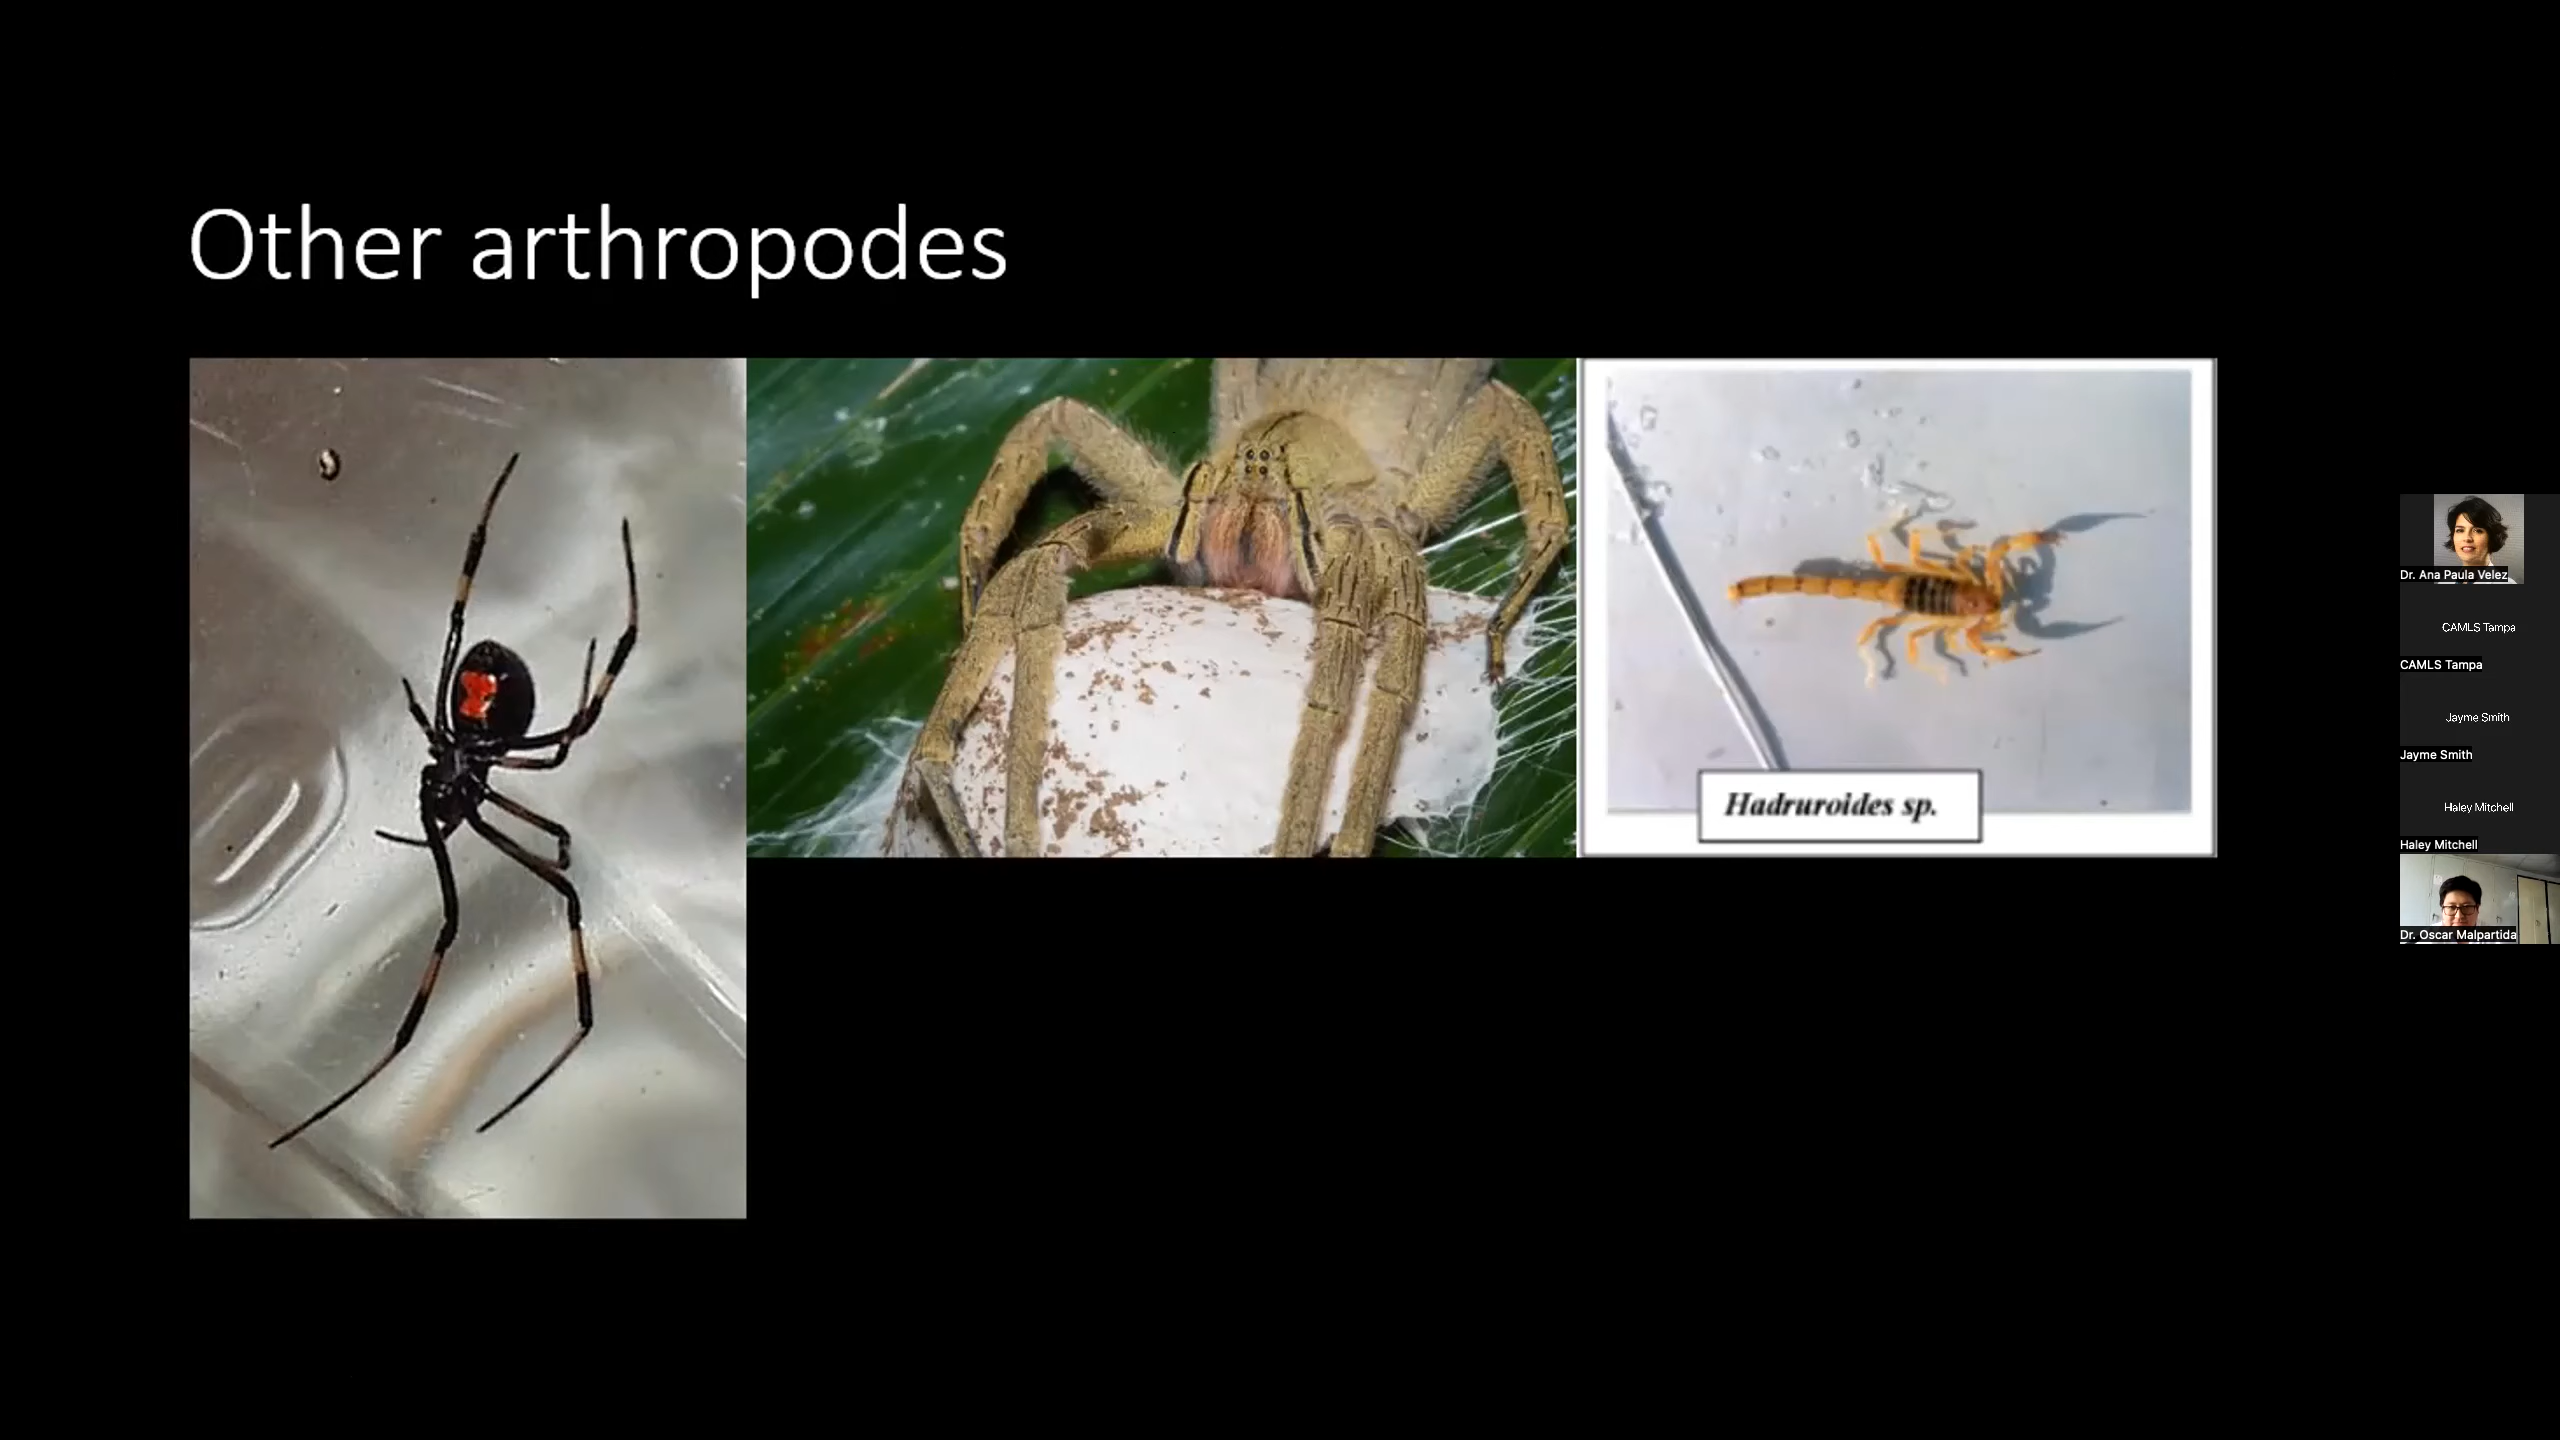 Other arthropodes
Hadruroides sp.
Dr. Ana Paula Velez
CAMLS Tampa
CAMLS Tampa
Jayme Smith
Jayme Smith
Haley Mitchell
Haley Mitchell
Dr. Oscar Malpartida